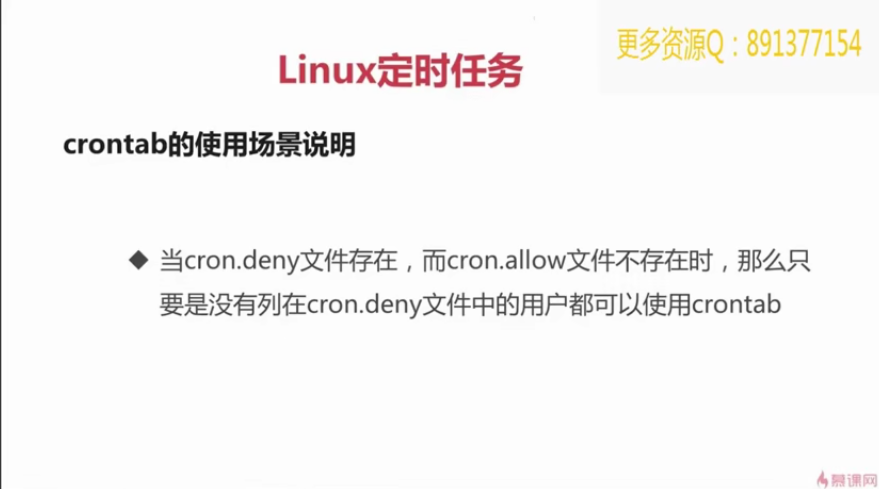 更多资源Q：891377154
Linux定时任务
crontab的使用场景说明
◆ 当cron.deny文件存在，而cron.allow文件不存在时，那么只
要是没有列在cron.deny文件中的用户都可以使用crontab
慕课网